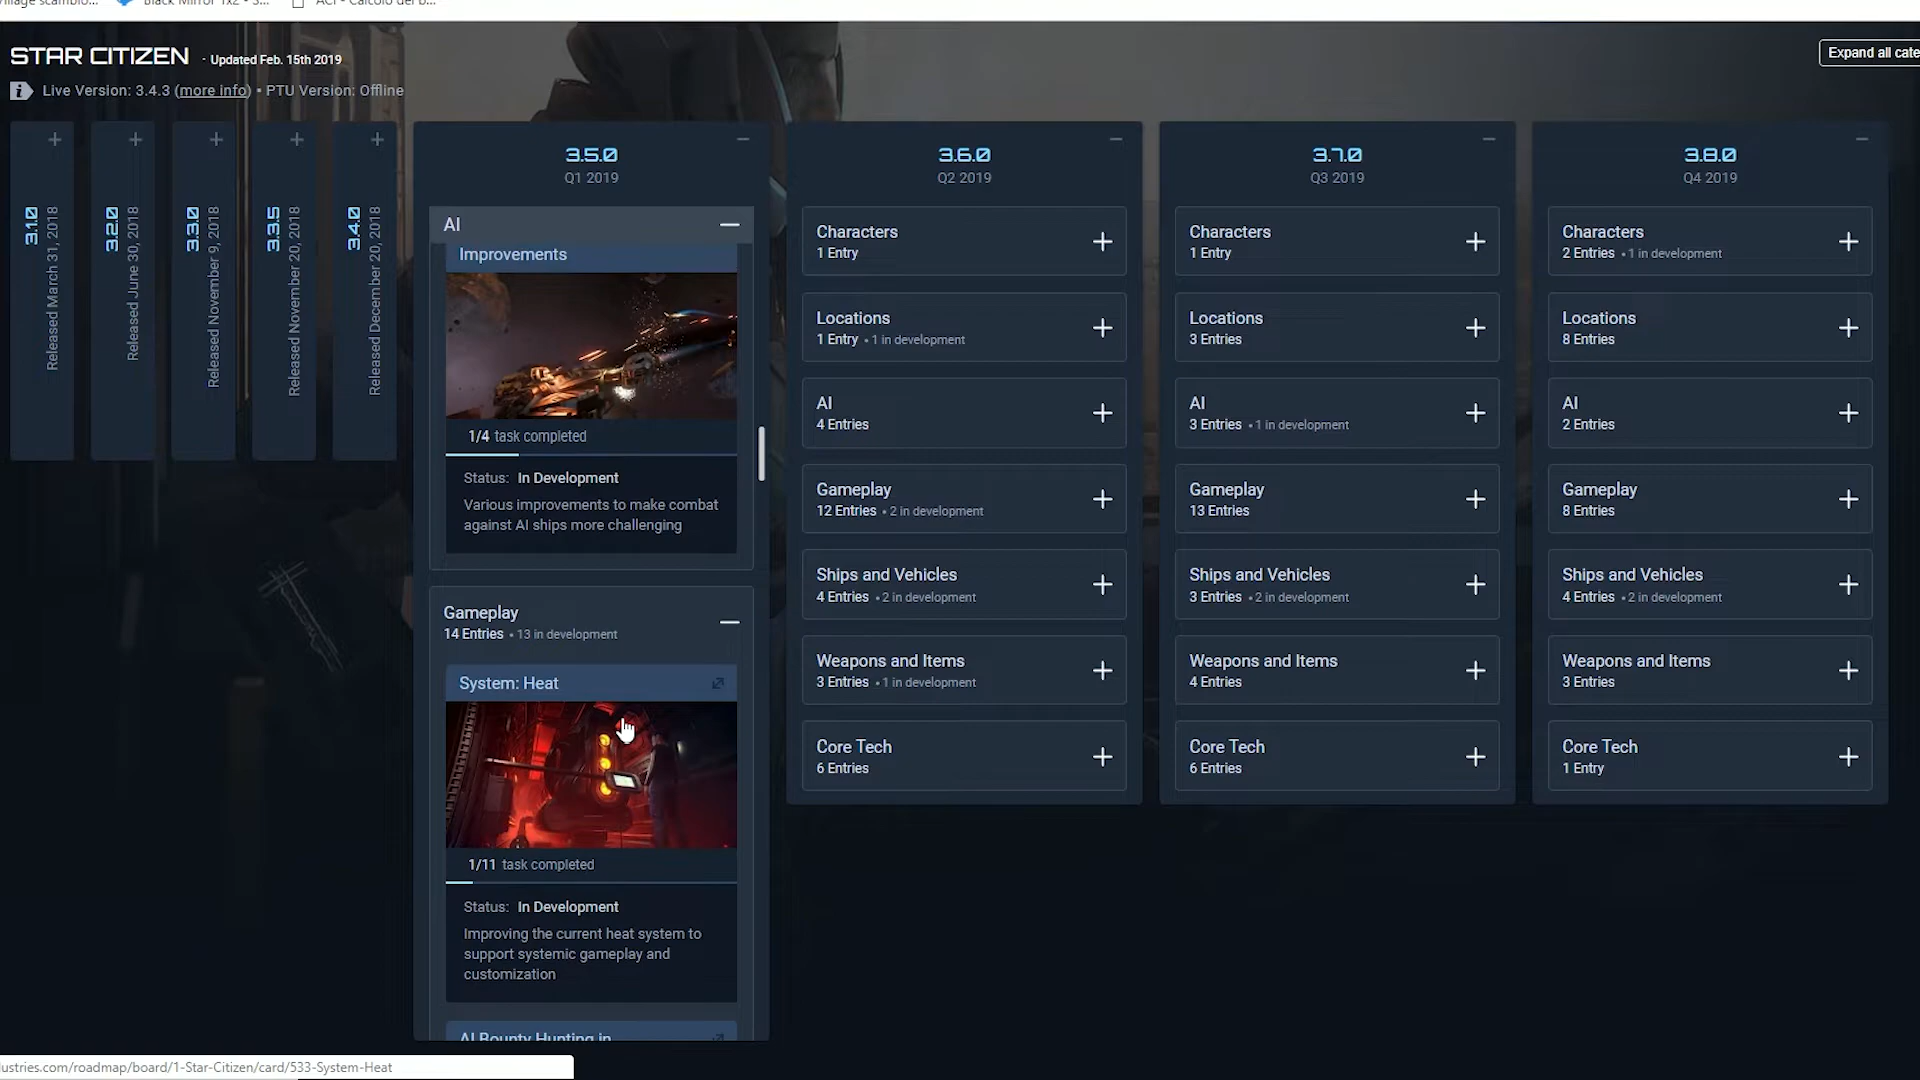 Black Mirror 1x2 - S...
STAR CITIZEN · Updated Feb. 15th 2019
Expand all cate
Live Version: 3.4.3 (more info) • PTU Version: Offline
3.1.0
Released March 31, 2018
3.2.0
Released June 30, 2018
3.3.0
Released November 9, 2018
3.3.5
Released November 20, 2018
3.4.0
Released December 20, 2018
3.5.0
Q1 2019
AI
Improvements
1/4 task completed
Status: In Development
Various improvements to make combat
against AI ships more challenging
Gameplay
14 Entries • 13 in development
System: Heat
1/11 task completed
Status: In Development
Improving the current heat system to
support systemic gameplay and
customization
AI Bounty Hunting in
3.6.0
Q2 2019
Characters
1 Entry
Locations
1 Entry • 1 in development
AI
4 Entries
Gameplay
12 Entries • 2 in development
Ships and Vehicles
4 Entries • 2 in development
Weapons and Items
3 Entries • 1 in development
Core Tech
6 Entries
3.7.0
Q3 2019
Characters
1 Entry
Locations
3 Entries
AI
3 Entries • 1 in development
Gameplay
13 Entries
Ships and Vehicles
3 Entries • 2 in development
Weapons and Items
4 Entries
Core Tech
6 Entries
3.8.0
Q4 2019
Characters
2 Entries • 1 in development
Locations
8 Entries
AI
2 Entries
Gameplay
8 Entries
Ships and Vehicles
4 Entries • 2 in development
Weapons and Items
3 Entries
Core Tech
1 Entry
lustries.com/roadmap/board/1-Star-Citizen/card/533-System-Heat